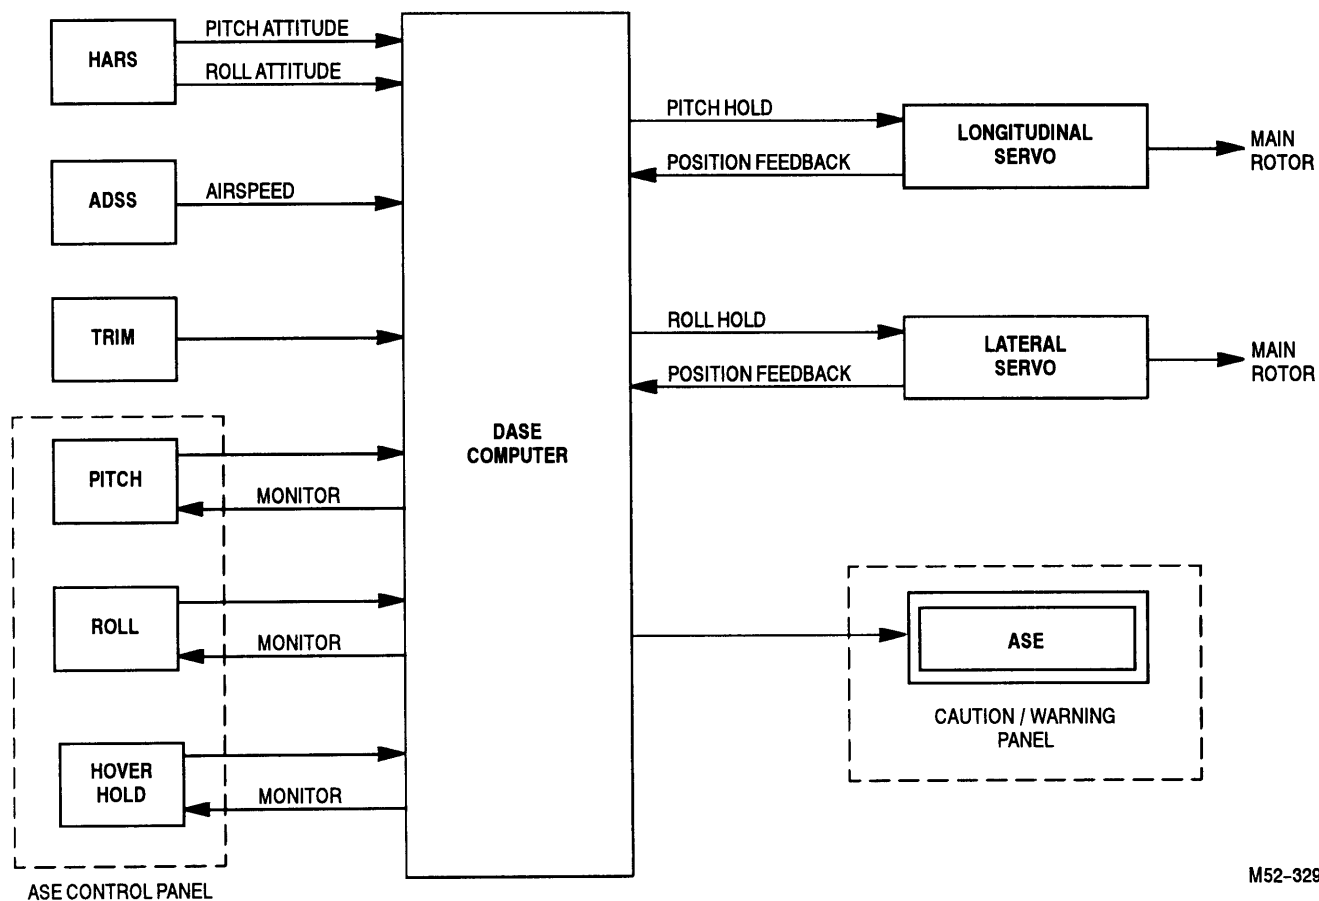 HARS
PITCH ATTITUDE
ROLL ATTITUDE
ADSS
AIRSPEED
TRIM
PITCH
MONITOR
ROLL
MONITOR
HOVER
HOLD
MONITOR
ASE CONTROL PANEL
DASE
COMPUTER
PITCH HOLD
POSITION FEEDBACK
LONGITUDINAL
SERVO
MAIN
ROTOR
ROLL HOLD
POSITION FEEDBACK
LATERAL
SERVO
MAIN
ROTOR
ASE
CAUTION / WARNING
PANEL
M52-329